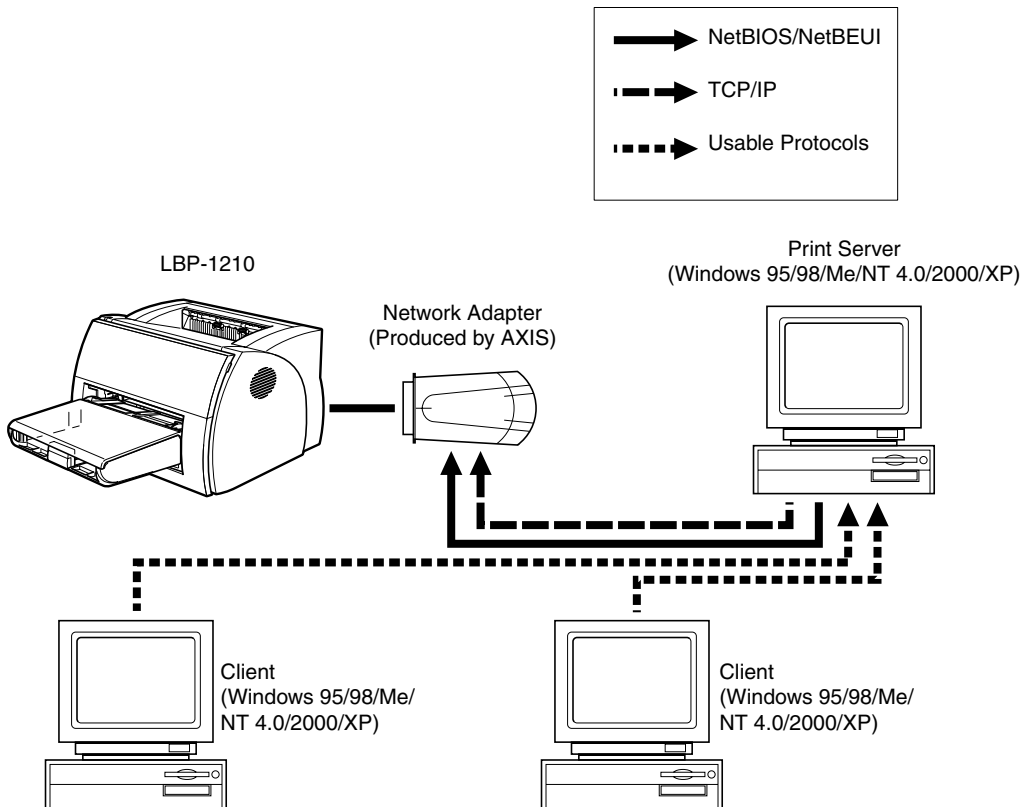 NetBIOS/NetBEUI
TCP/IP
Usable Protocols
Print Server
(Windows 95/98/Me/NT 4.0/2000/XP)
LBP-1210
Network Adapter
(Produced by AXIS)
Client
(Windows 95/98/Me/
NT 4.0/2000/XP)
Client
(Windows 95/98/Me/
NT 4.0/2000/XP)